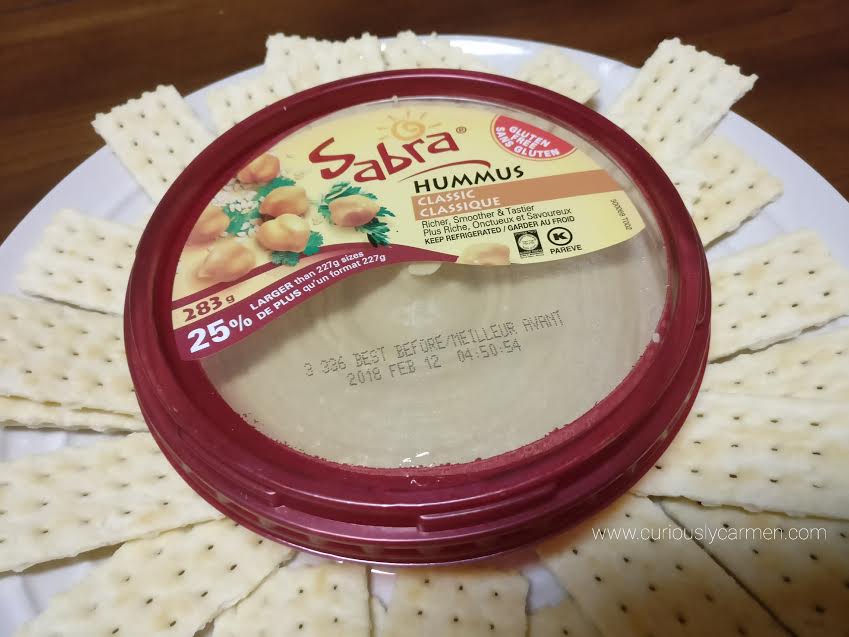 Sabra®
HUMMUS
GLUTEN
FREE
SANS GLUTEN
CLASSIC
CLASSIQUE
Richer, Smoother & Tastier
Plus Riche, Onctueux et Savoureux
KEEP REFRIGERATED / GARDER AU FROID
K
PAREVE
283 g
LARGER than 227g sizes
25% DE PLUS qu'un format 227g
3 336 BEST BEFORE/MEILLEUR AVANT
2018 FEB 12 04:50:54
www.curiouslycarmen.com